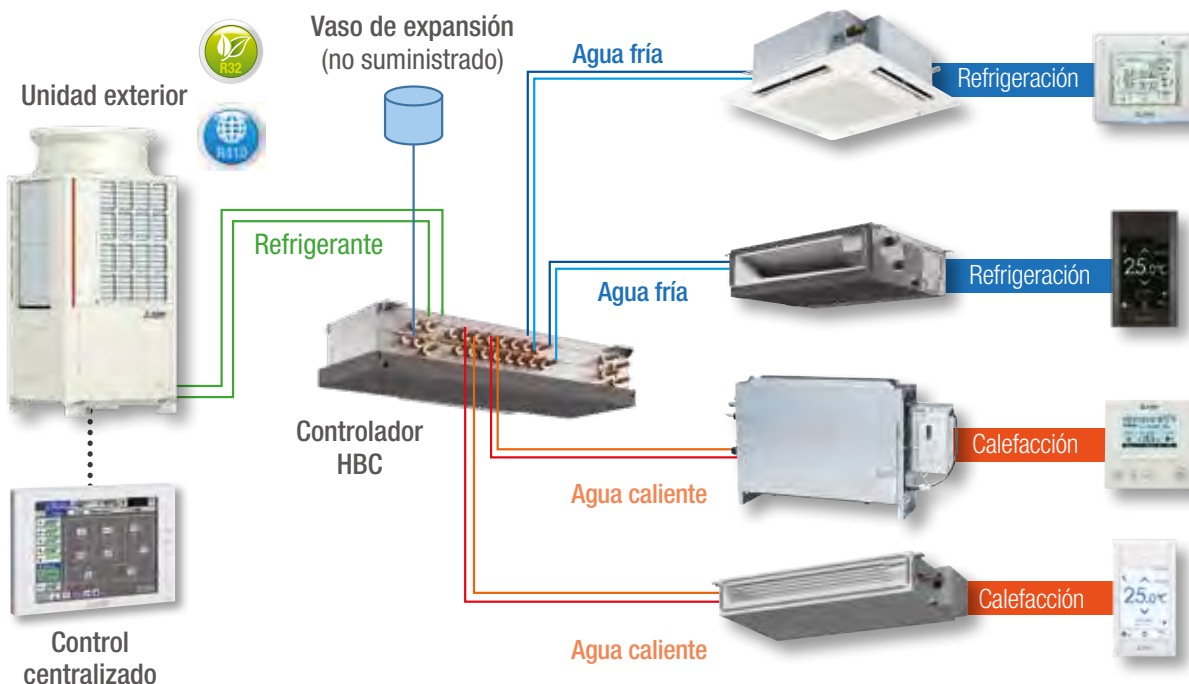 Vaso de expansión
(no suministrado)
R32
Unidad exterior
R410
Agua fría
Refrigeración
Refrigerante
Agua fría
Refrigeración
25.0°C
Controlador
HBC
Agua caliente
Calefacción
Control
centralizado
Agua caliente
Calefacción
25.0°C